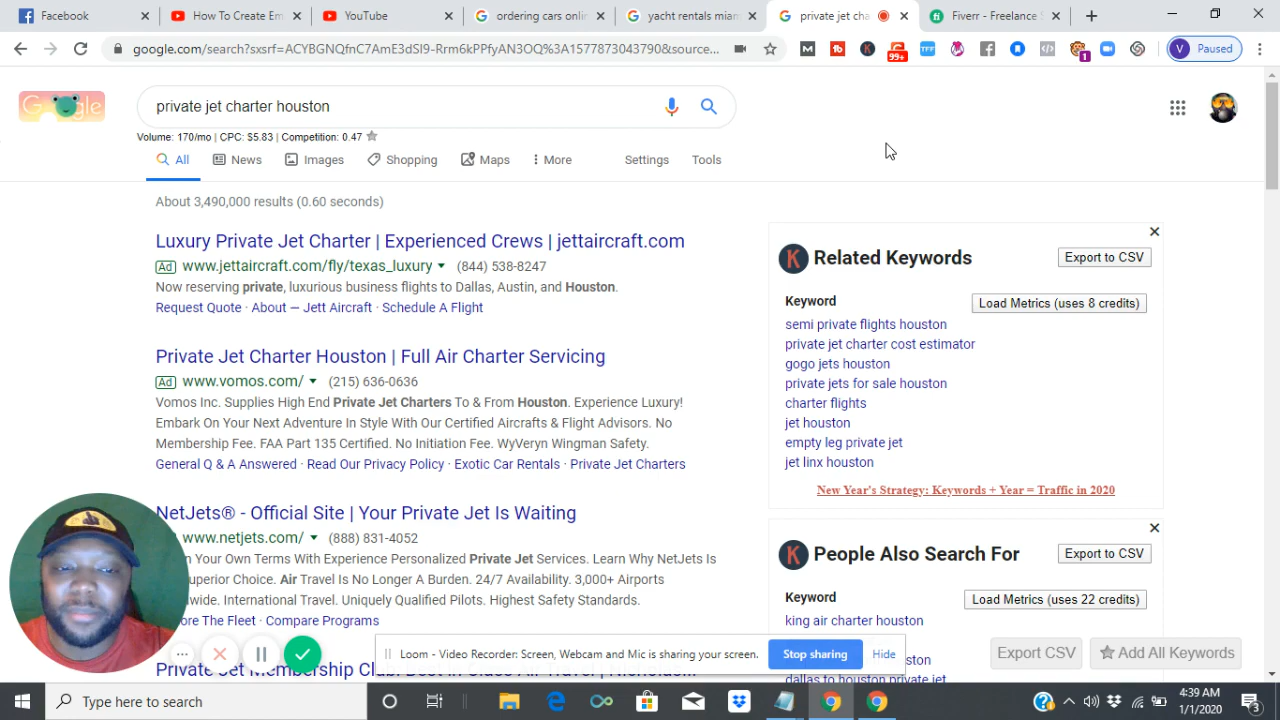 Facebook
How To Create Em
YouTube
ordering cars onlin
yacht rentals miam
private jet cha
Fiverr - Freelance S
google.com/search?sxsrf=ACYBGNQfnC7AmE3dSI9-Rrm6kPPfyAN3OQ%3A1577873043790&source...
99+
TFF
1
V Paused
Google
private jet charter houston
Volume: 170/mo | CPC: $5.83 | Competition: 0.47
All
News
Images
Shopping
Maps
More
Settings
Tools
About 3,490,000 results (0.60 seconds)
Luxury Private Jet Charter | Experienced Crews | jettaircraft.com
Ad www.jettaircraft.com/fly/texas_luxury (844) 538-8247
Now reserving private, luxurious business flights to Dallas, Austin, and Houston.
Request Quote · About — Jett Aircraft · Schedule A Flight
Private Jet Charter Houston | Full Air Charter Servicing
Ad www.vomos.com/ (215) 636-0636
Vomos Inc. Supplies High End Private Jet Charters To & From Houston. Experience Luxury!
Embark On Your Next Adventure In Style With Our Certified Aircrafts & Flight Advisors. No
Membership Fee. FAA Part 135 Certified. No Initiation Fee. WyVeryn Wingman Safety.
General Q & A Answered · Read Our Privacy Policy · Exotic Car Rentals · Private Jet Charters
NetJets® - Official Site | Your Private Jet Is Waiting
www.netjets.com/ (888) 831-4052
n Your Own Terms With Experience Personalized Private Jet Services. Learn Why NetJets Is
uperior Choice. Air Travel Is No Longer A Burden. 24/7 Availability. 3,000+ Airports
wide. International Travel. Uniquely Qualified Pilots. Highest Safety Standards.
ore The Fleet · Compare Programs
Private Jet Membership Club
K Related Keywords
Export to CSV
Keyword
Load Metrics (uses 8 credits)
semi private flights houston
private jet charter cost estimator
gogo jets houston
private jets for sale houston
charter flights
jet houston
empty leg private jet
jet linx houston
New Year's Strategy: Keywords + Year = Traffic in 2020
K People Also Search For
Export to CSV
Keyword
Load Metrics (uses 22 credits)
king air charter houston
houston
dallas to houston private jet
Loom - Video Recorder: Screen, Webcam and Mic is sharing your screen.
Stop sharing
Hide
Export CSV
Add All Keywords
Type here to search
4:39 AM
1/1/2020
3